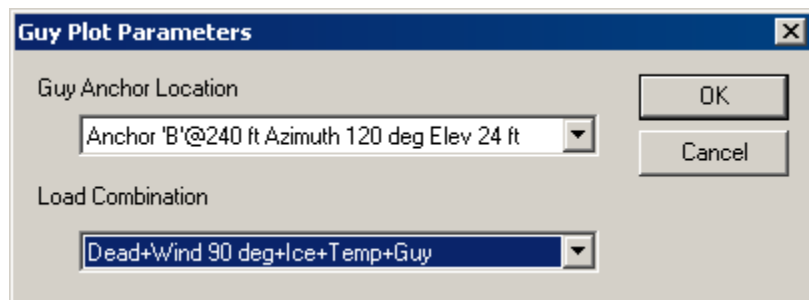 Guy Plot Parameters
Guy Anchor Location
OK
Anchor 'B'@240 ft Azimuth 120 deg Elev 24 ft
Cancel
Load Combination
Dead+Wind 90 deg+Ice+Temp+Guy